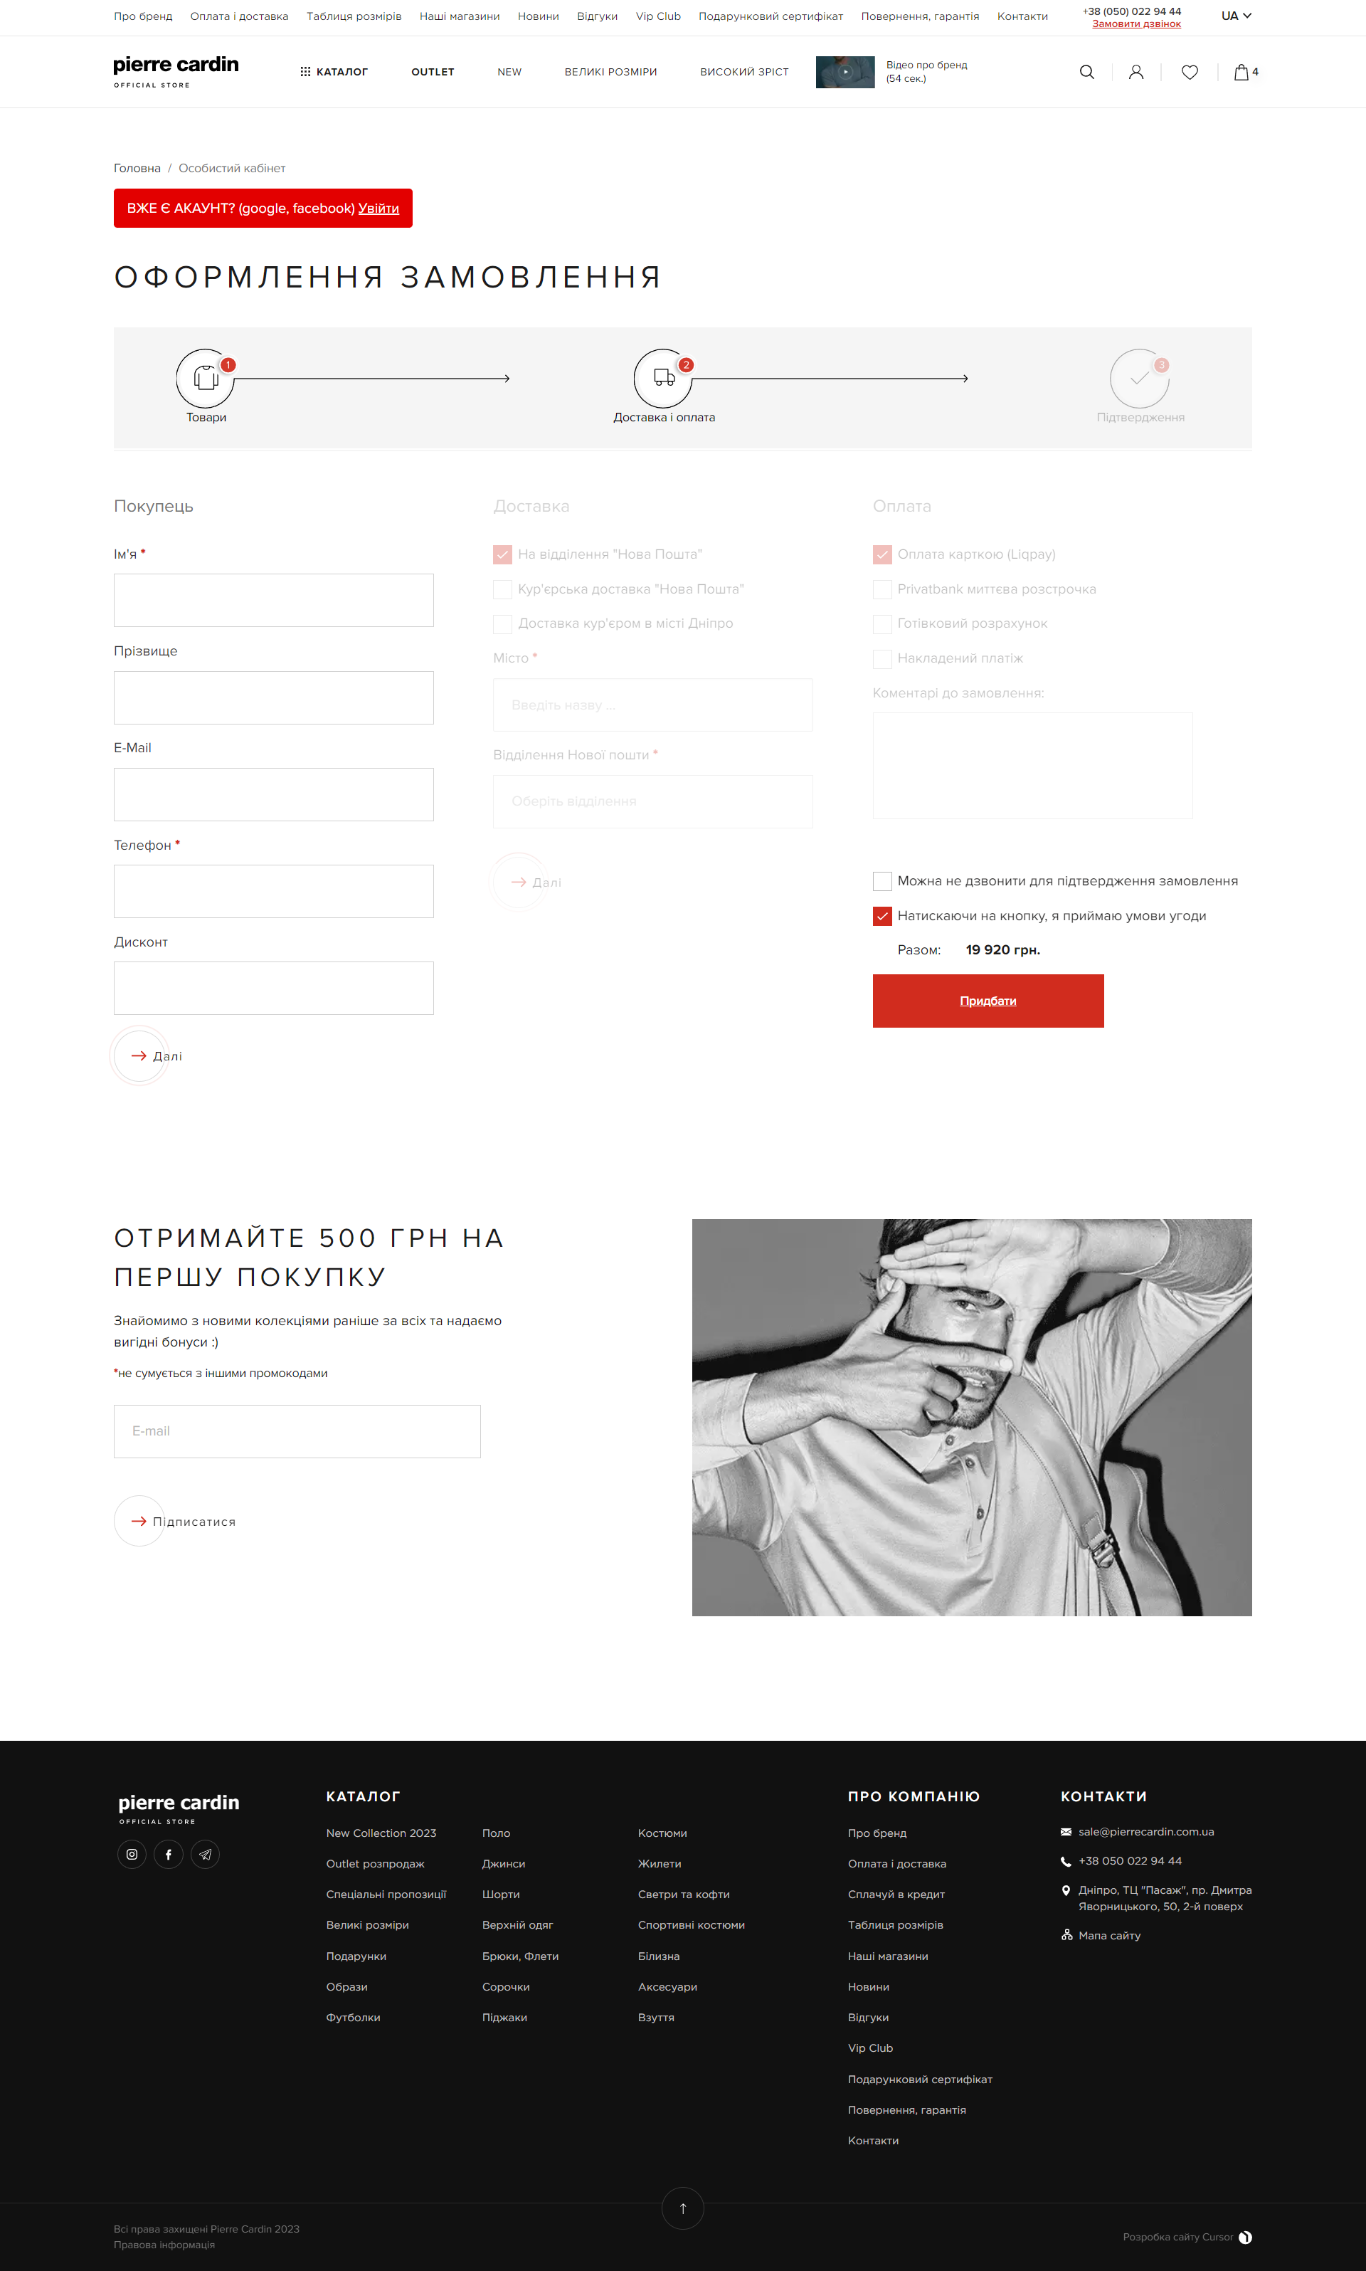 Про бренд Оплата і доставка Таблиця розмірів Наші магазини Новини Відгуки Vip Club Подарунковий сертифікат Повернення, гарантія Контакти
+38 (050) 022 94 44
Замовити дзвінок
UA
pierre cardin
OFFICIAL STORE
КАТАЛОГ
OUTLET
NEW
ВЕЛИКІ РОЗМІРИ
ВИСОКИЙ ЗРІСТ
Відео про бренд
(54 сек.)
4
Головна / Особистий кабінет
ВЖЕ Є АКАУНТ? (google, facebook) Увійти
ОФОРМЛЕННЯ ЗАМОВЛЕННЯ
1
Товари
2
Доставка і оплата
3
Підтвердження
Покупець
Ім'я *
Прізвище
E-Mail
Телефон *
Дисконт
Далі
Доставка
На відділення "Нова Пошта"
Кур'єрська доставка "Нова Пошта"
Доставка кур'єром в місті Дніпро
Місто *
Введіть назву ...
Відділення Нової пошти *
Оберіть відділення
Далі
Оплата
Оплата карткою (Liqpay)
Privatbank миттєва розстрочка
Готівковий розрахунок
Накладений платіж
Коментарі до замовлення:
Можна не дзвонити для підтвердження замовлення
Натискаючи на кнопку, я приймаю умови угоди
Разом: 19 920 грн.
Придбати
ОТРИМАЙТЕ 500 ГРН НА
ПЕРШУ ПОКУПКУ
Знайомимо з новими колекціями раніше за всіх та надаємо
вигідні бонуси :)
*не сумується з іншими промокодами
E-mail
Підписатися
pierre cardin
OFFICIAL STORE
КАТАЛОГ
New Collection 2023
Outlet розпродаж
Спеціальні пропозиції
Великі розміри
Подарунки
Образи
Футболки
Поло
Джинси
Шорти
Верхній одяг
Брюки, Флети
Сорочки
Піджаки
Костюми
Жилети
Светри та кофти
Спортивні костюми
Білизна
Аксесуари
Взуття
ПРО КОМПАНІЮ
Про бренд
Оплата і доставка
Сплачуй в кредит
Таблиця розмірів
Наші магазини
Новини
Відгуки
Vip Club
Подарунковий сертифікат
Повернення, гарантія
Контакти
КОНТАКТИ
sale@pierrecardin.com.ua
+38 050 022 94 44
Дніпро, ТЦ "Пасаж", пр. Дмитра
Яворницького, 50, 2-й поверх
Мапа сайту
Всі права захищені Pierre Cardin 2023
Правова інформація
Розробка сайту Cursor